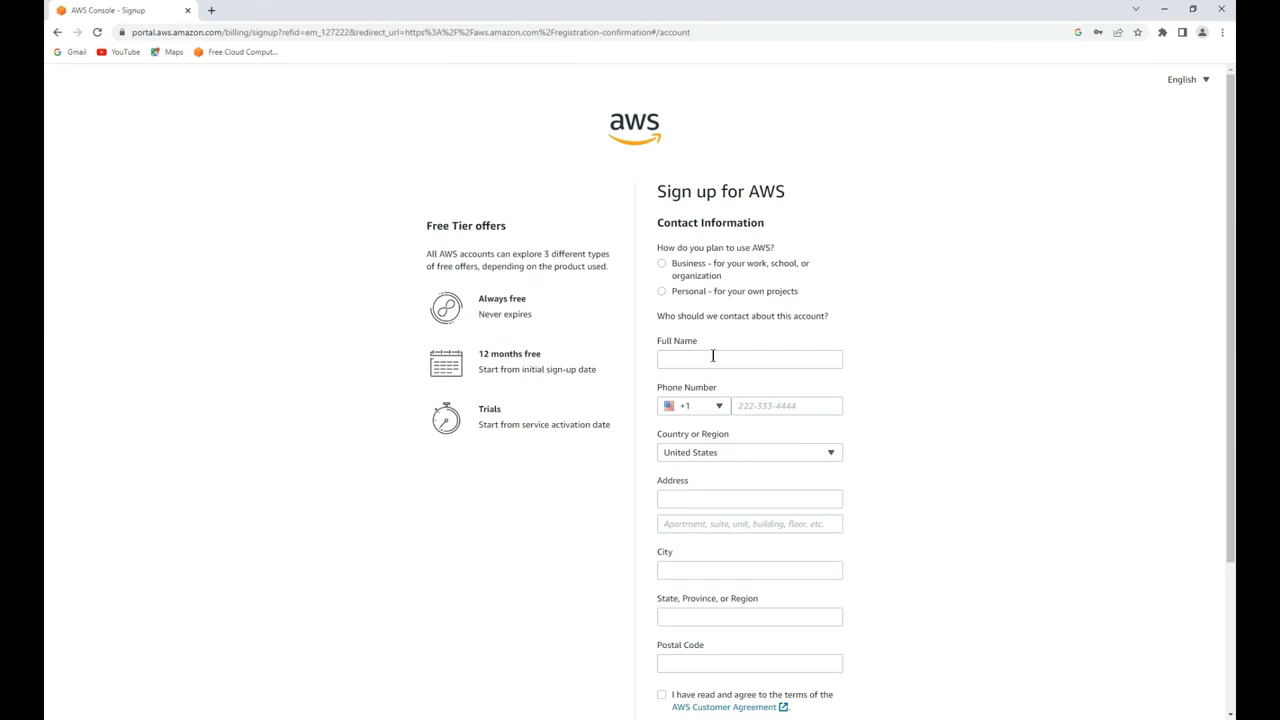 AWS Console - Signup
portal.aws.amazon.com/billing/signup?refid=em_127222&redirect_url=https%3A%2F%2Faws.amazon.com%2Fregistration-confirmation#/account
Gmail YouTube Maps Free Cloud Comput...
English
aws
Free Tier offers
All AWS accounts can explore 3 different types
of free offers, depending on the product used.
Always free
Never expires
12 months free
Start from initial sign-up date
Trials
Start from service activation date
Sign up for AWS
Contact Information
How do you plan to use AWS?
Business - for your work, school, or
organization
Personal - for your own projects
Who should we contact about this account?
Full Name
Phone Number
+1 222-333-4444
Country or Region
United States
Address
Apartment, suite, unit, building, floor, etc.
City
State, Province, or Region
Postal Code
I have read and agree to the terms of the
AWS Customer Agreement.